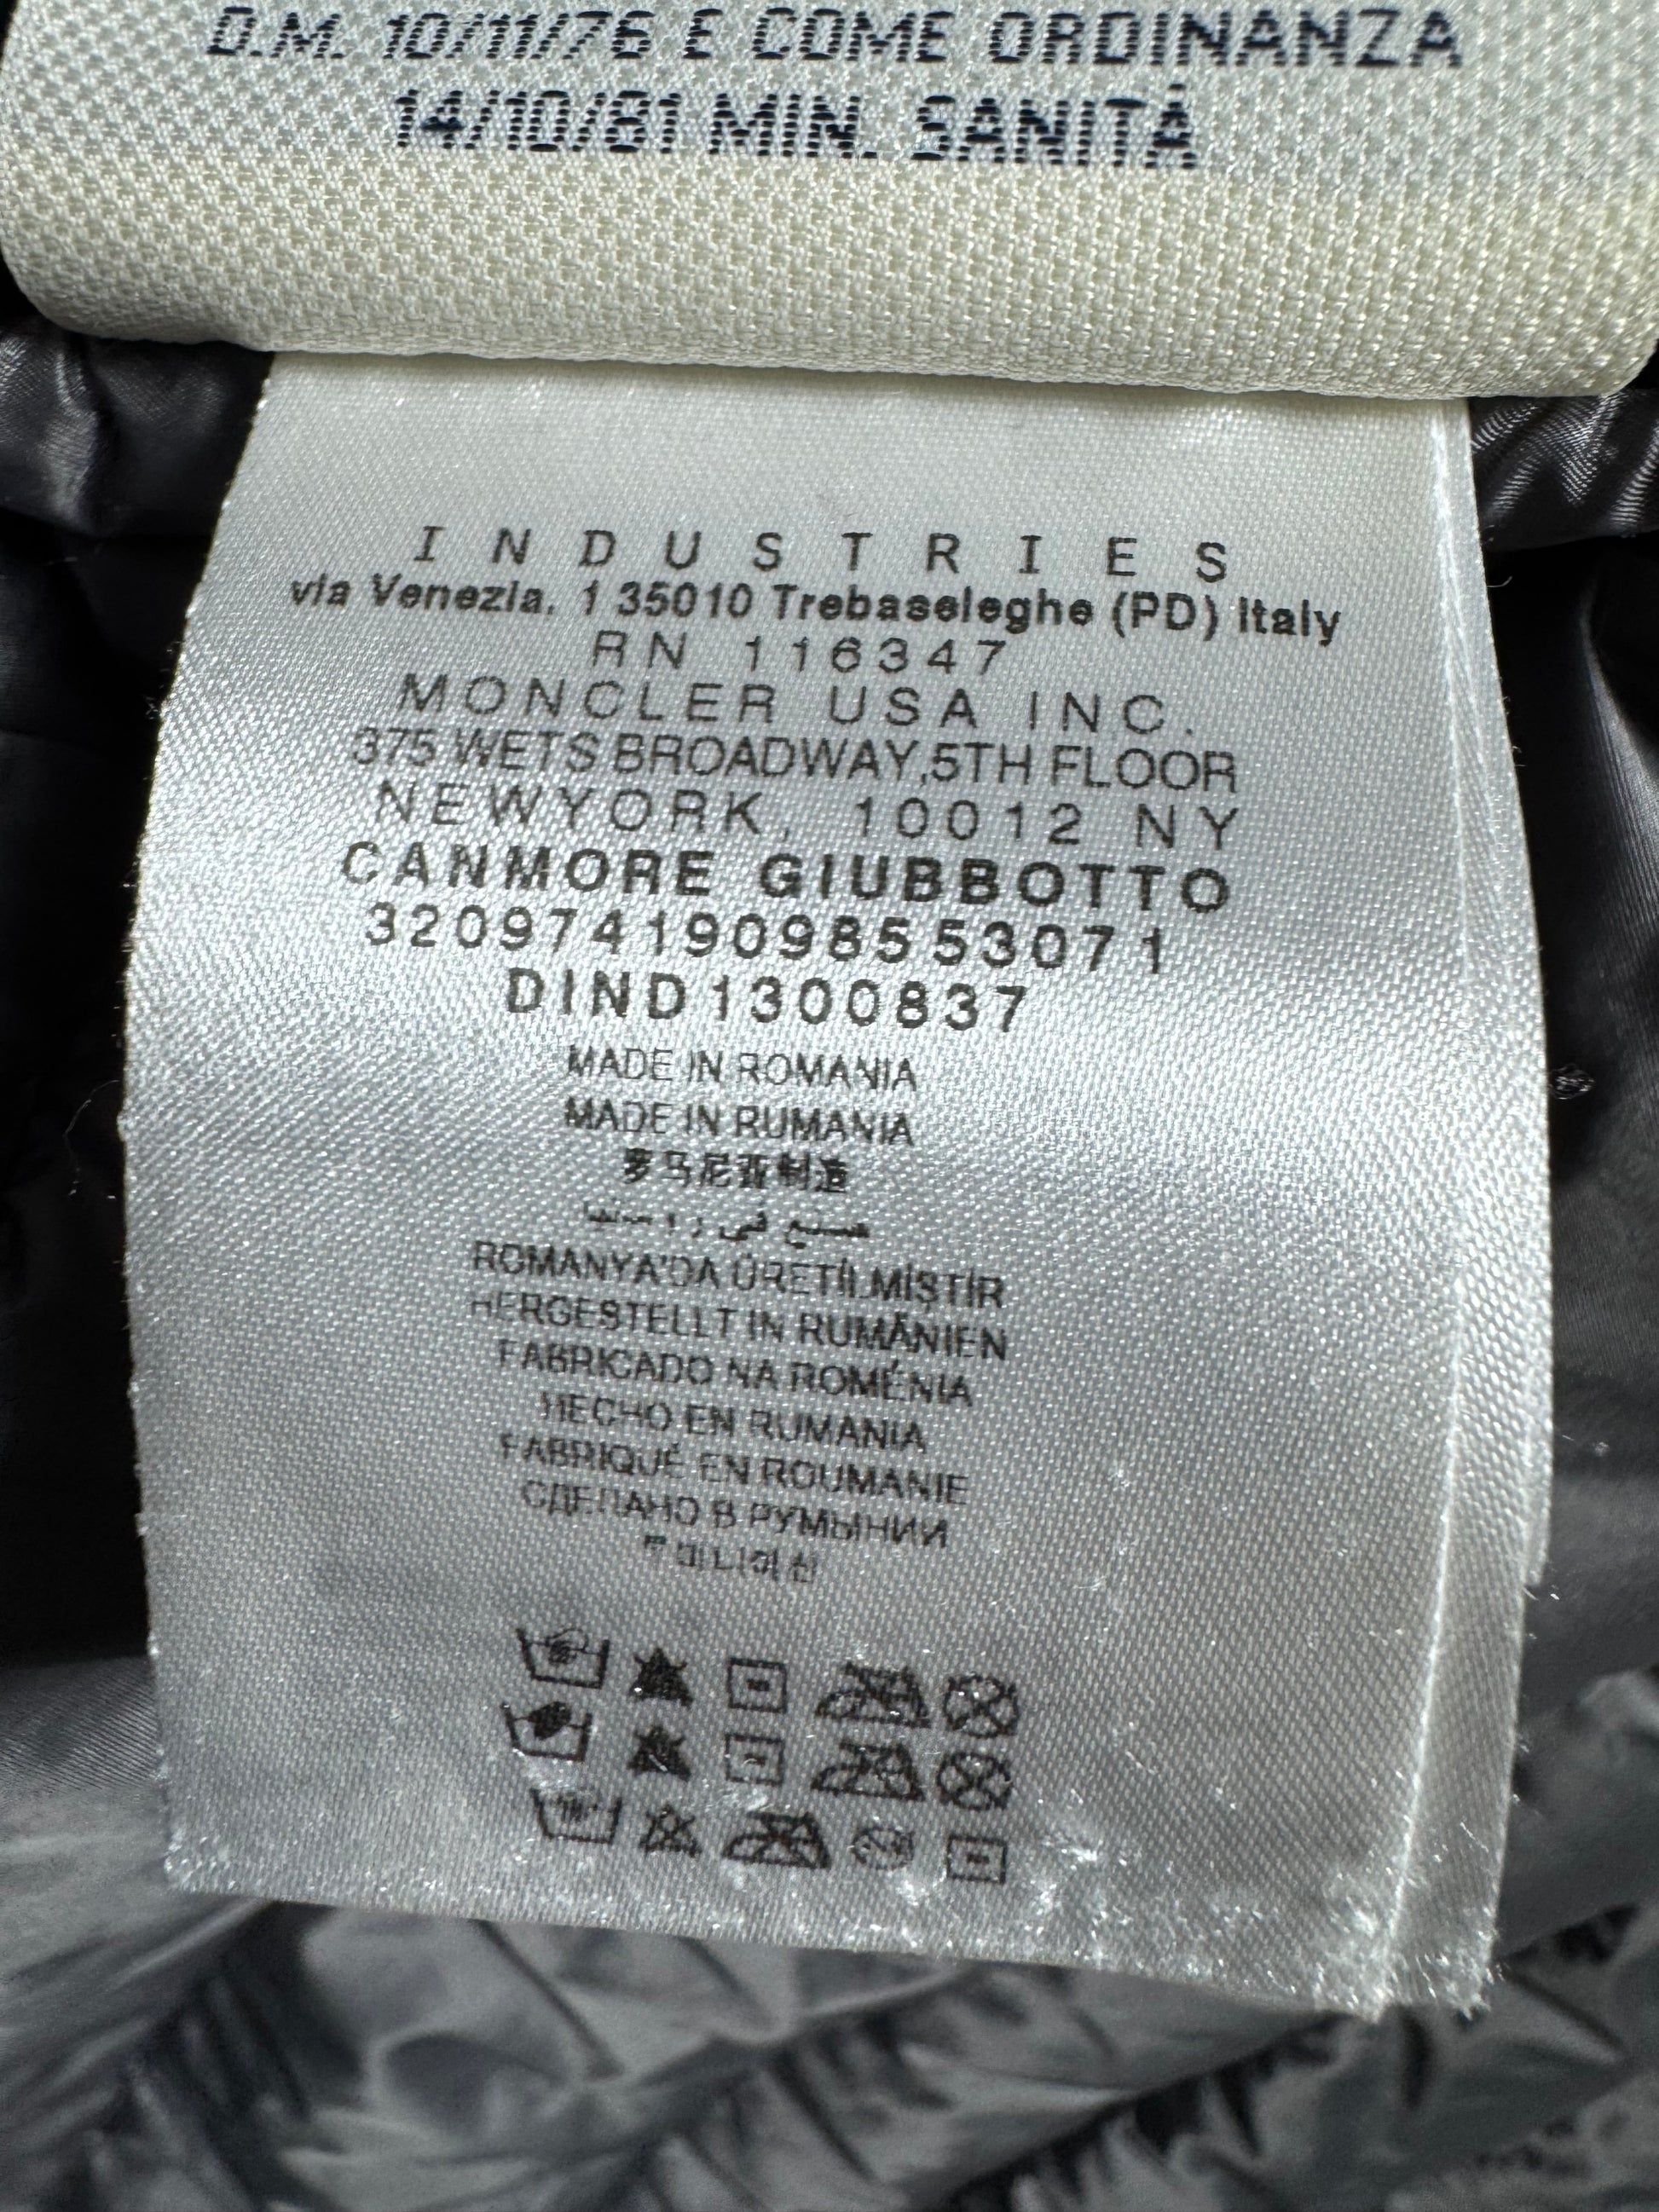 D.M. 10/11/76 E COME ORDINANZA
14/10/81 MIN. SANITÁ
INDUSTRIES
via Venezia, 1 35010 Trebaseleghe (PD) Italy
RN 116347
MONCLER USA INC.
375 WETS BROADWAY,5TH FLOOR
NEWYORK, 10012 NY
CANMORE GIUBBOTTO
320974190985553071
DIND1300837
MADE IN ROMANIA
MADE IN RUMANIA
罗马尼亚制造
ROMANYA'DA ÜRETİLMİŞTİR
HERGESTELLT IN RUMÄNIEN
FABRICADO NA ROMÉNIA
HECHO EN RUMANIA
FABRIQUÉ EN ROUMANIE
СДЕЛАНО В РУМЫНИИ